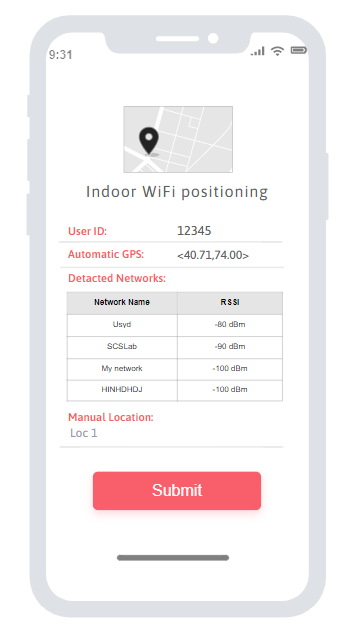 9:31
Indoor WiFi positioning
User ID: 12345
Automatic GPS: <40.71,74.00>
Detacted Networks:
Network Name RSSI
Usyd -80 dBm
SCSLab -90 dBm
My network -100 dBm
HINHDHDJ -100 dBm
Manual Location:
Loc 1
Submit